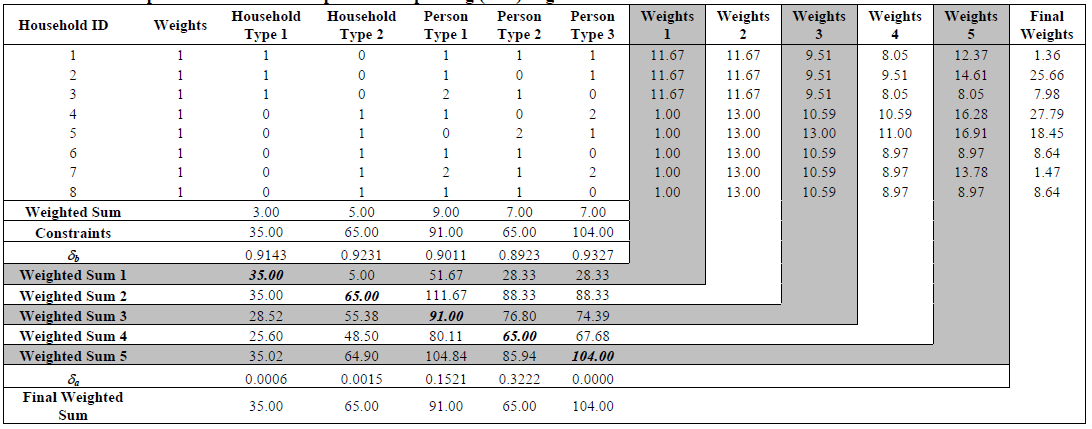 Household ID Weights Household Type 1 Household Type 2 Person Type 1 Person Type 2 Person Type 3 Weights 1 Weights 2 Weights 3 Weights 4 Weights 5 Final Weights
1 1 1 0 1 1 1 11.67 11.67 9.51 8.05 12.37 1.36
2 1 1 0 1 0 1 11.67 11.67 9.51 9.51 14.61 25.66
3 1 1 0 2 1 0 11.67 11.67 9.51 8.05 8.05 7.98
4 1 0 1 1 0 2 1.00 13.00 10.59 10.59 16.28 27.79
5 1 0 1 0 2 1 1.00 13.00 13.00 11.00 16.91 18.45
6 1 0 1 1 1 0 1.00 13.00 10.59 8.97 8.97 8.64
7 1 0 1 2 1 2 1.00 13.00 10.59 8.97 13.78 1.47
8 1 0 1 1 1 0 1.00 13.00 10.59 8.97 8.97 8.64
Weighted Sum 3.00 5.00 9.00 7.00 7.00
Constraints 35.00 65.00 91.00 65.00 104.00
δb 0.9143 0.9231 0.9011 0.8923 0.9327
Weighted Sum 1 35.00 5.00 51.67 28.33 28.33
Weighted Sum 2 35.00 65.00 111.67 88.33 88.33
Weighted Sum 3 28.52 55.38 91.00 76.80 74.39
Weighted Sum 4 25.60 48.50 80.11 65.00 67.68
Weighted Sum 5 35.02 64.90 104.84 85.94 104.00
δa 0.0006 0.0015 0.1521 0.3222 0.0000
Final Weighted Sum 35.00 65.00 91.00 65.00 104.00